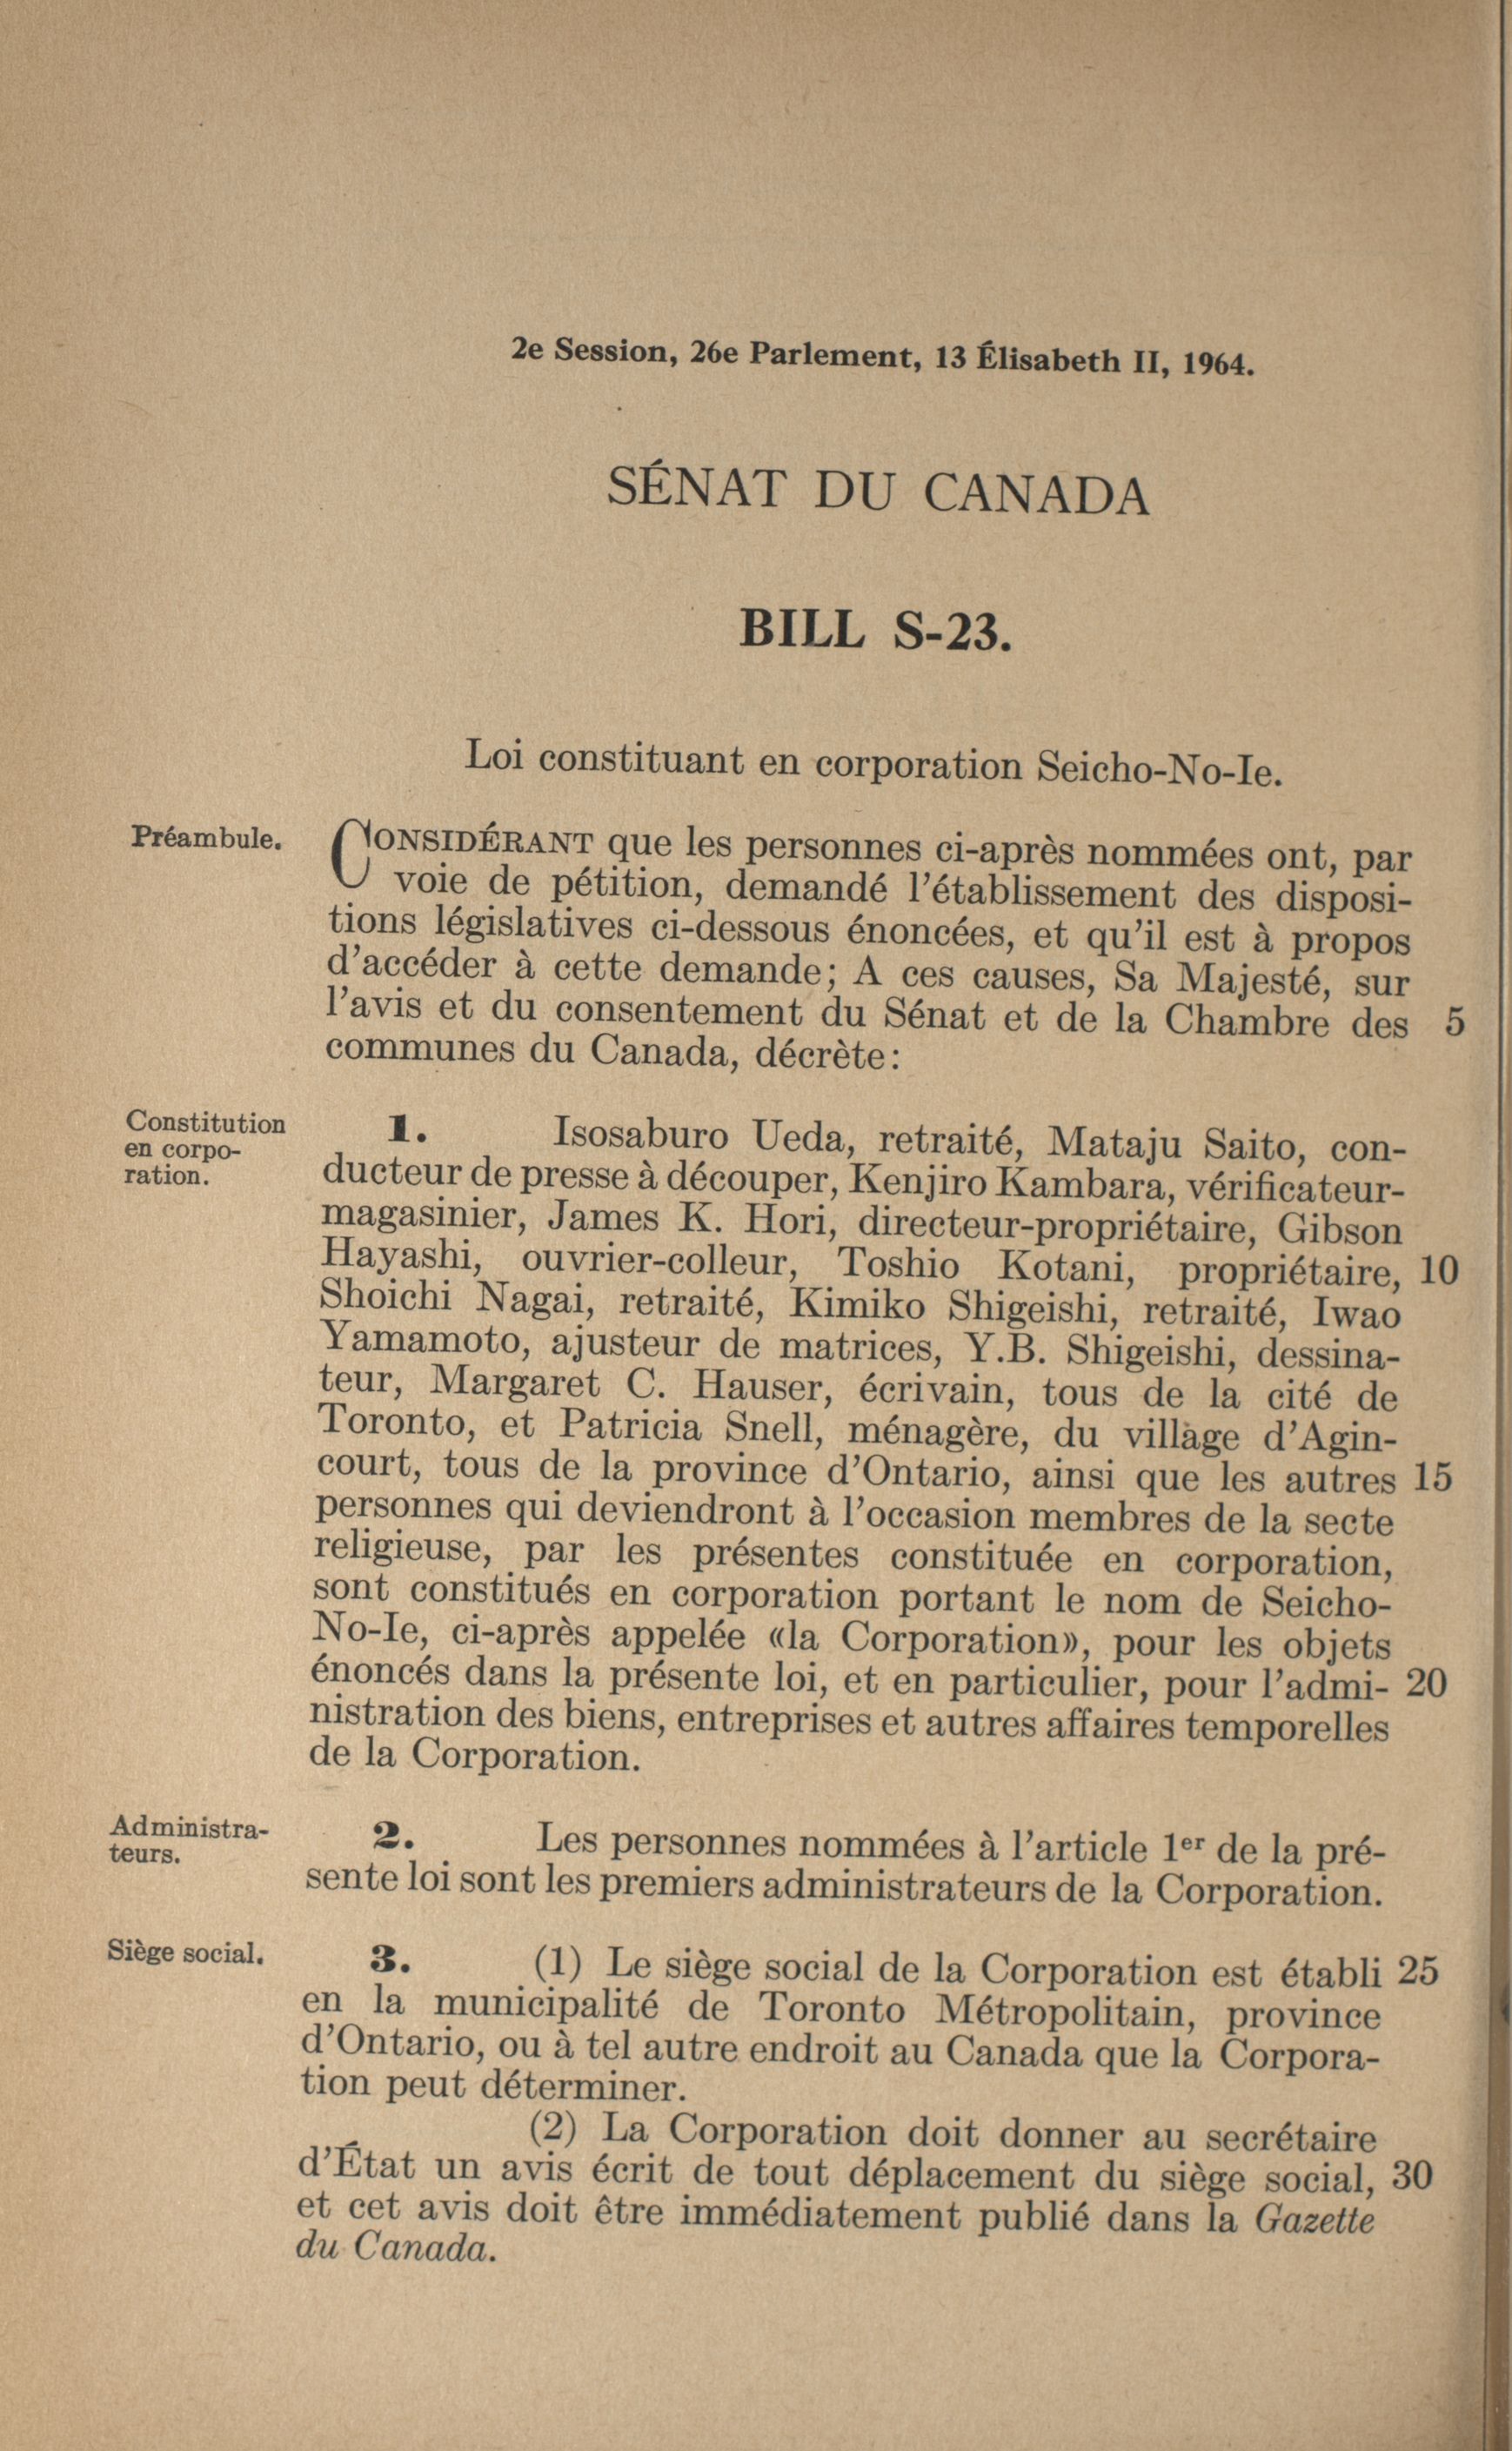 2e Session, 26e Parlement, 13 Élisabeth II, 1964.
SÉNAT DU CANADA
BILL S-23.
Loi constituant en corporation Seicho-No-Ie.
Préambule.
CONSIDÉRANT que les personnes ci-après nommées ont, par
voie de pétition, demandé l'établissement des disposi-
tions législatives ci-dessous énoncées, et qu'il est à propos
d'accéder à cette demande; A ces causes, Sa Majesté, sur
l'avis et du consentement du Sénat et de la Chambre des 5
communes du Canada, décrète:
Constitution
en corpo-
ration.
1. Isosaburo Ueda, retraité, Mataju Saito, con-
ducteur de presse à découper, Kenjiro Kambara, vérificateur-
magasinier, James K. Hori, directeur-propriétaire, Gibson
Hayashi, ouvrier-colleur, Toshio Kotani, propriétaire, 10
Shoichi Nagai, retraité, Kimiko Shigeishi, retraité, Iwao
Yamamoto, ajusteur de matrices, Y.B. Shigeishi, dessina-
teur, Margaret C. Hauser, écrivain, tous de la cité de
Toronto, et Patricia Snell, ménagère, du village d'Agin-
court, tous de la province d'Ontario, ainsi que les autres 15
personnes qui deviendront à l'occasion membres de la secte
religieuse, par les présentes constituée en corporation,
sont constitués en corporation portant le nom de Seicho-
No-Ie, ci-après appelée «la Corporation», pour les objets
énoncés dans la présente loi, et en particulier, pour l'admi- 20
nistration des biens, entreprises et autres affaires temporelles
de la Corporation.
Administra-
teurs.
2. Les personnes nommées à l'article 1er de la pré-
sente loi sont les premiers administrateurs de la Corporation.
Siège social.
3. (1) Le siège social de la Corporation est établi 25
en la municipalité de Toronto Métropolitain, province
d'Ontario, ou à tel autre endroit au Canada que la Corpora-
tion peut déterminer.
(2) La Corporation doit donner au secrétaire
d'État un avis écrit de tout déplacement du siège social, 30
et cet avis doit être immédiatement publié dans la Gazette
du Canada.